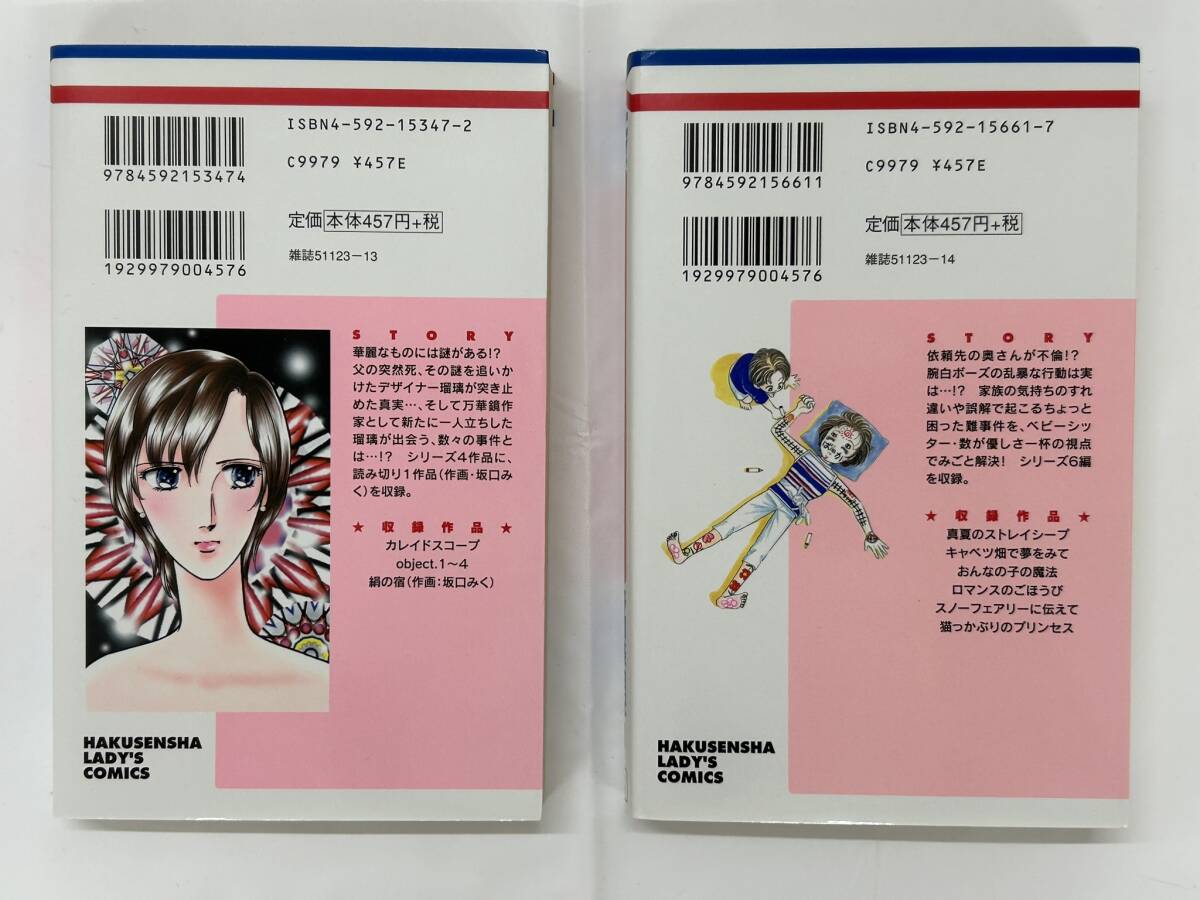 ISBN4-592-15347-2
9784592153474
C9979 ¥457E
定価 本体457円+税
1929979004576
雑誌51123-13
STORY
華麗なものには謎がある!?
父の突然死、その謎を追いか
けたデザイナー瑠璃が突き止
めた真実…、そして万華鏡作
家として新たに一人立ちした
瑠璃が出会う、数々の事件と
は…!? シリーズ4作品に、
読み切り1作品(作画・坂口み
く)を収録。
★ 収録作品 ★
カレイドスコープ
object.1〜4
絹の宿(作画:坂口みく)
HAKUSENSHA
LADY'S
COMICS
ISBN4-592-15661-7
9784592156611
C9979 ¥457E
定価 本体457円+税
1929979004576
雑誌51123-14
STORY
依頼先の奥さんが不倫!?
腕白ボーズの乱暴な行動は実
は…!? 家族の気持ちのすれ
違いや誤解で起こるちょっと
困った難事件を、ベビーシッ
ター・数が優しさ一杯の視点
でみごと解決! シリーズ6編
を収録。
★ 収録作品 ★
真夏のストレイシープ
キャベツ畑で夢をみて
おんなの子の魔法
ロマンスのごほうび
スノーフェアリーに伝えて
猫っかぶりのプリンセス
HAKUSENSHA
LADY'S
COMICS